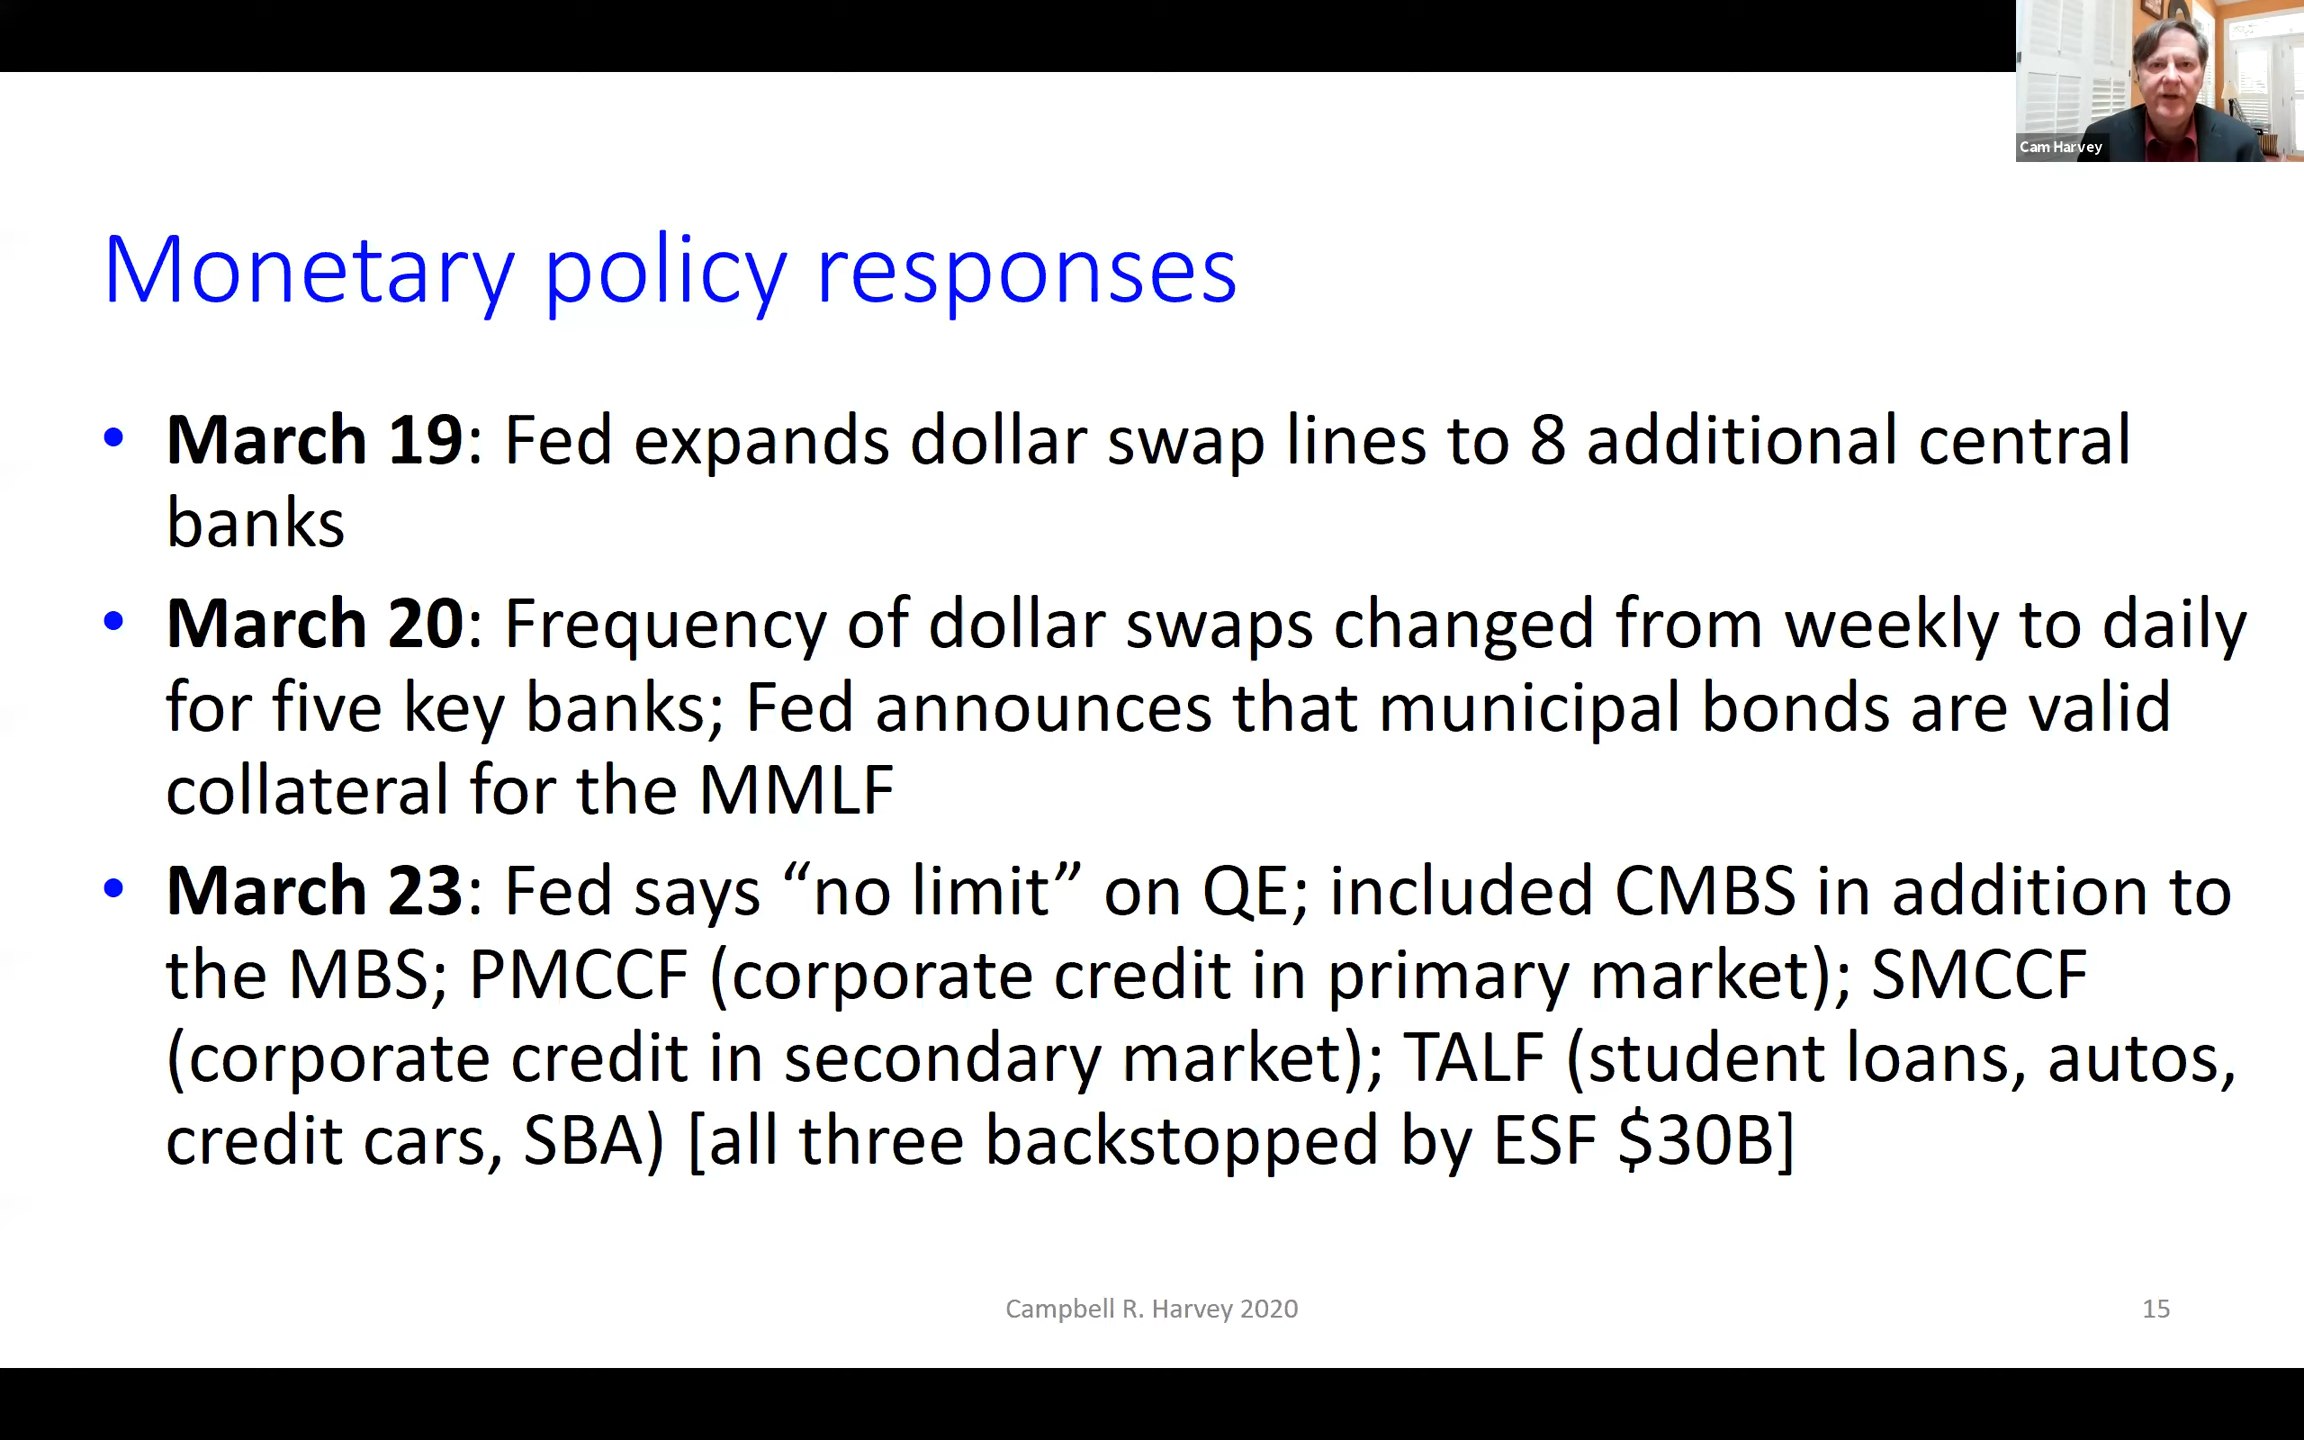 Cam Harvey
Monetary policy responses
• March 19: Fed expands dollar swap lines to 8 additional central
banks
• March 20: Frequency of dollar swaps changed from weekly to daily
for five key banks; Fed announces that municipal bonds are valid
collateral for the MMLF
• March 23: Fed says “no limit” on QE; included CMBS in addition to
the MBS; PMCCF (corporate credit in primary market); SMCCF
(corporate credit in secondary market); TALF (student loans, autos,
credit cars, SBA) [all three backstopped by ESF $30B]
Campbell R. Harvey 2020
15